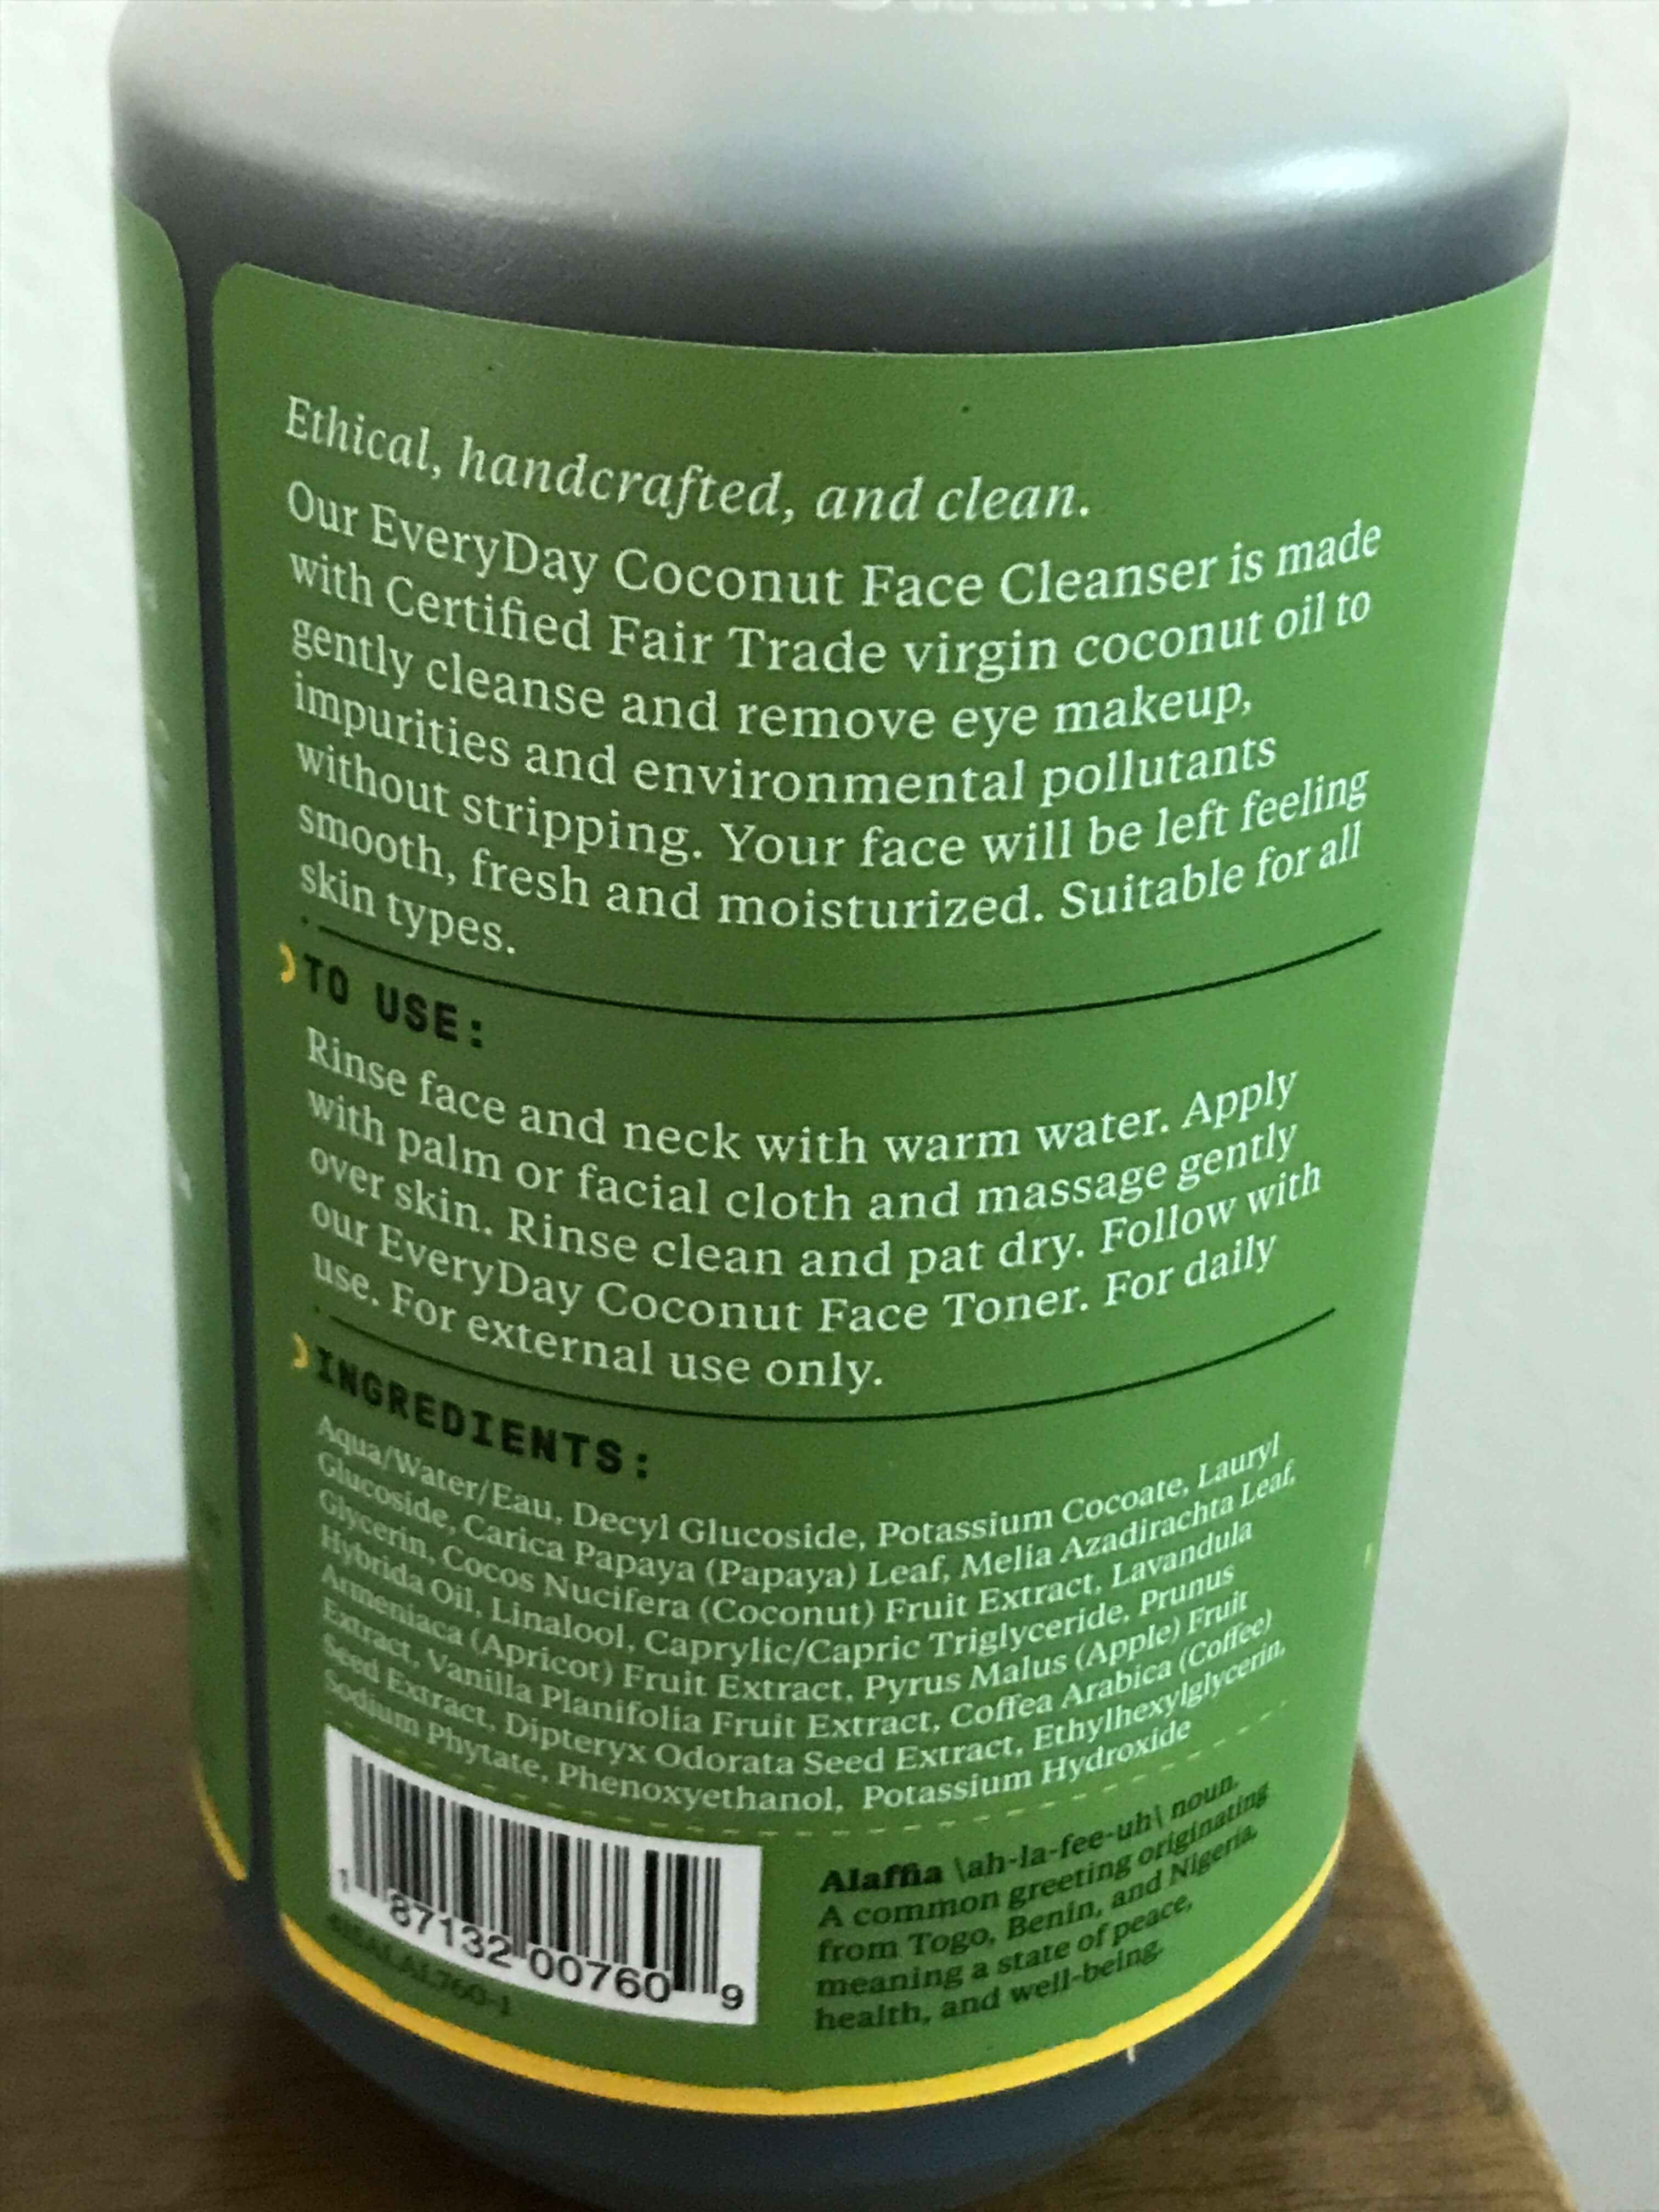 Ethical, handcrafted, and clean.
Our EveryDay Coconut Face Cleanser is made
with Certified Fair Trade virgin coconut oil to
gently cleanse and remove eye makeup,
impurities and environmental pollutants
without stripping. Your face will be left feeling
smooth, fresh and moisturized. Suitable for all
skin types.
TO USE:
Rinse face and neck with warm water. Apply
with palm or facial cloth and massage gently
over skin. Rinse clean and pat dry. Follow with
our EveryDay Coconut Face Toner. For daily
use. For external use only.
INGREDIENTS:
Aqua/Water/Eau, Decyl Glucoside, Potassium Cocoate, Lauryl
Glucoside, Carica Papaya (Papaya) Leaf, Melia Azadirachta Leaf,
Glycerin, Cocos Nucifera (Coconut) Fruit Extract, Lavandula
Hybrida Oil, Linalool, Caprylic/Capric Triglyceride, Prunus
Armeniaca (Apricot) Fruit Extract, Pyrus Malus (Apple) Fruit
Extract, Vanilla Planifolia Fruit Extract, Coffea Arabica (Coffee)
Seed Extract, Dipteryx Odorata Seed Extract, Ethylhexylglycerin,
Sodium Phytate, Phenoxyethanol, Potassium Hydroxide
1 87132 00760 9
Alaffia \ah-la-fee-uh\ noun.
A common greeting originating
from Togo, Benin, and Nigeria,
meaning a state of peace,
health, and well-being.